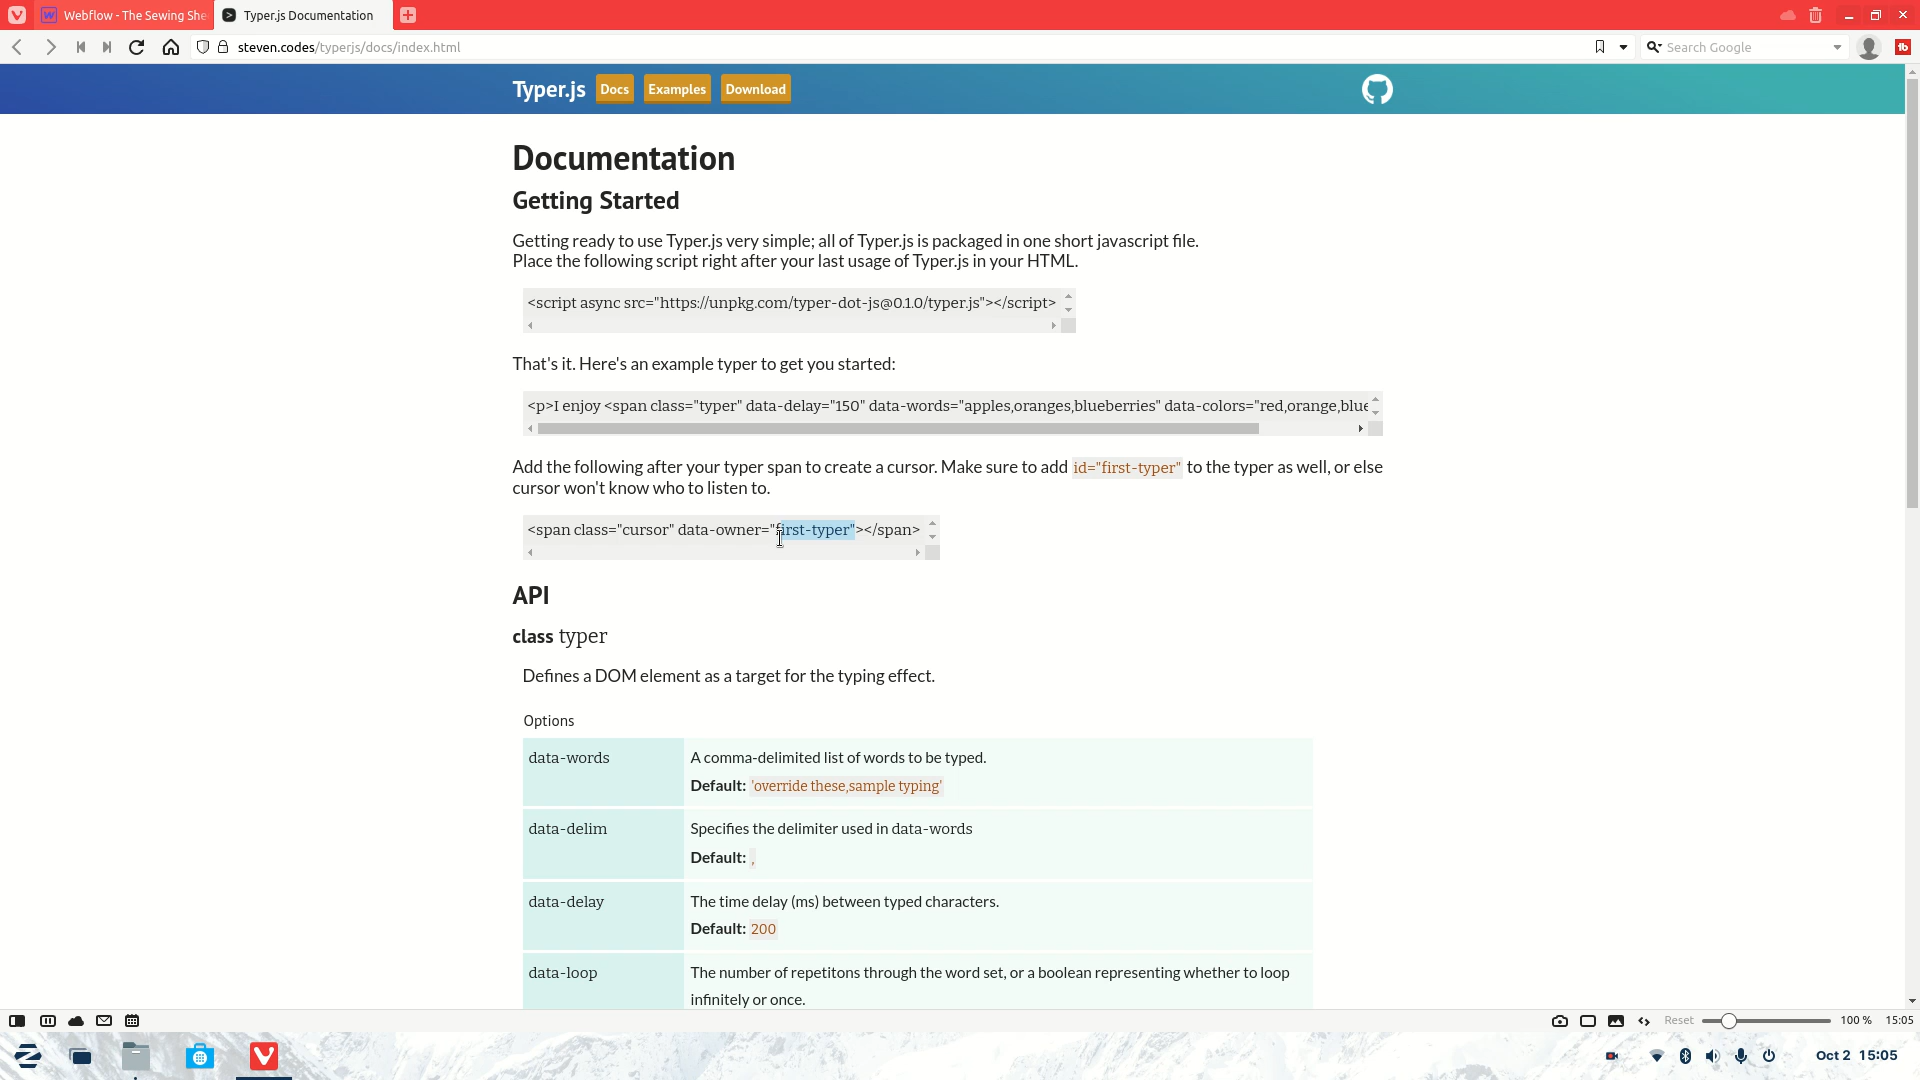 Webflow - The Sewing She
Typer.js Documentation
steven.codes/typerjs/docs/index.html
Search Google
Typer.js
Docs
Examples
Download
Documentation
Getting Started
Getting ready to use Typer.js very simple; all of Typer.js is packaged in one short javascript file.
Place the following script right after your last usage of Typer.js in your HTML.
<script async src="https://unpkg.com/typer-dot-js@0.1.0/typer.js"></script>
That's it. Here's an example typer to get you started:
<p>I enjoy <span class="typer" data-delay="150" data-words="apples,oranges,blueberries" data-colors="red,orange,blue
Add the following after your typer span to create a cursor. Make sure to add id="first-typer" to the typer as well, or else
cursor won't know who to listen to.
<span class="cursor" data-owner="first-typer"></span>
API
class typer
Defines a DOM element as a target for the typing effect.
Options
data-words
A comma-delimited list of words to be typed.
Default: 'override these,sample typing'
data-delim
Specifies the delimiter used in data-words
Default: ,
data-delay
The time delay (ms) between typed characters.
Default: 200
data-loop
The number of repetitons through the word set, or a boolean representing whether to loop
infinitely or once.
Reset
100 %
15:05
Oct 2 15:05